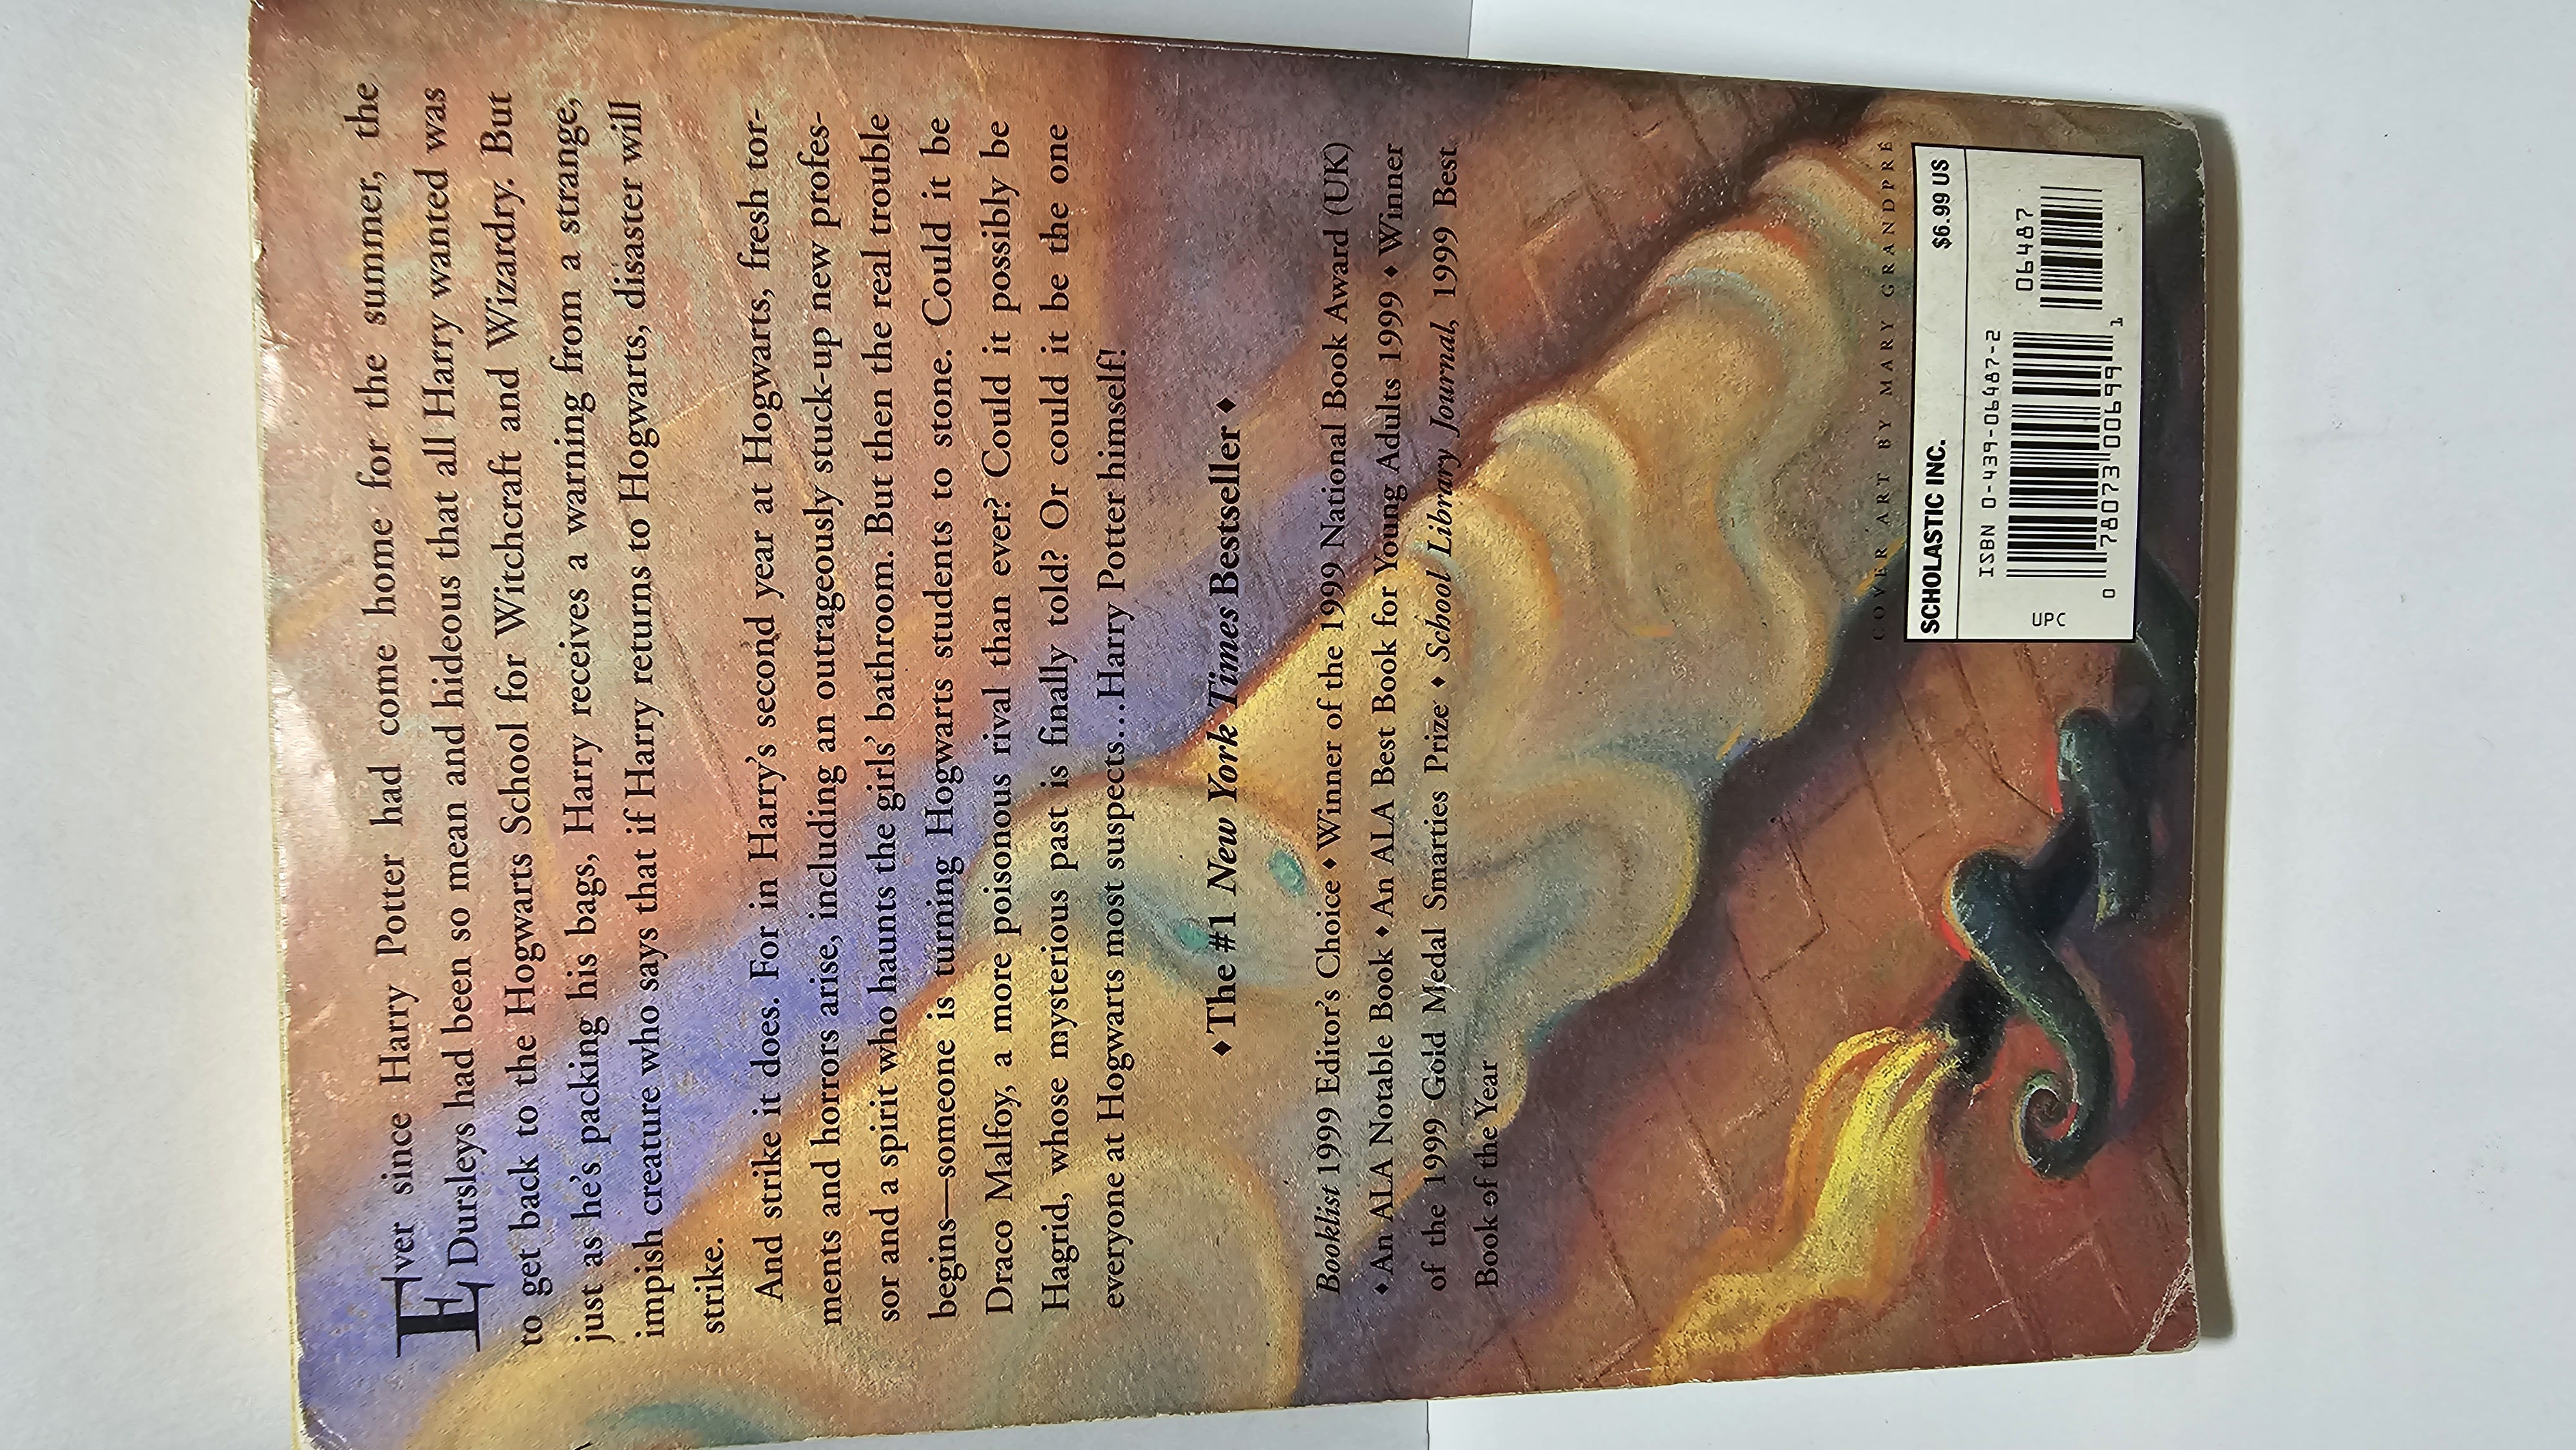 Ever since Harry Potter had come home for the summer, the
Dursleys had been so mean and hideous that all Harry wanted was
to get back to the Hogwarts School for Witchcraft and Wizardry. But
just as he's packing his bags, Harry receives a warning from a strange,
impish creature who says that if Harry returns to Hogwarts, disaster will
strike.
And strike it does. For in Harry's second year at Hogwarts, fresh tor-
ments and horrors arise, including an outrageously stuck-up new profes-
sor and a spirit who haunts the girls' bathroom. But then the real trouble
begins—someone is turning Hogwarts students to stone. Could it be
Draco Malfoy, a more poisonous rival than ever? Could it possibly be
Hagrid, whose mysterious past is finally told? Or could it be the one
everyone at Hogwarts most suspects...Harry Potter himself!
♦ The #1 New York Times Bestseller ♦
Booklist 1999 Editor's Choice ♦ Winner of the 1999 National Book Award (UK)
♦ An ALA Notable Book ♦ An ALA Best Book for Young Adults 1999 ♦ Winner
of the 1999 Gold Medal Smarties Prize ♦ School Library Journal, 1999 Best
Book of the Year
COVER ART BY MARY GRANDPRÉ
SCHOLASTIC INC. $6.99 US
ISBN 0-439-06487-2
06487
UPC
0 78073 00699 1